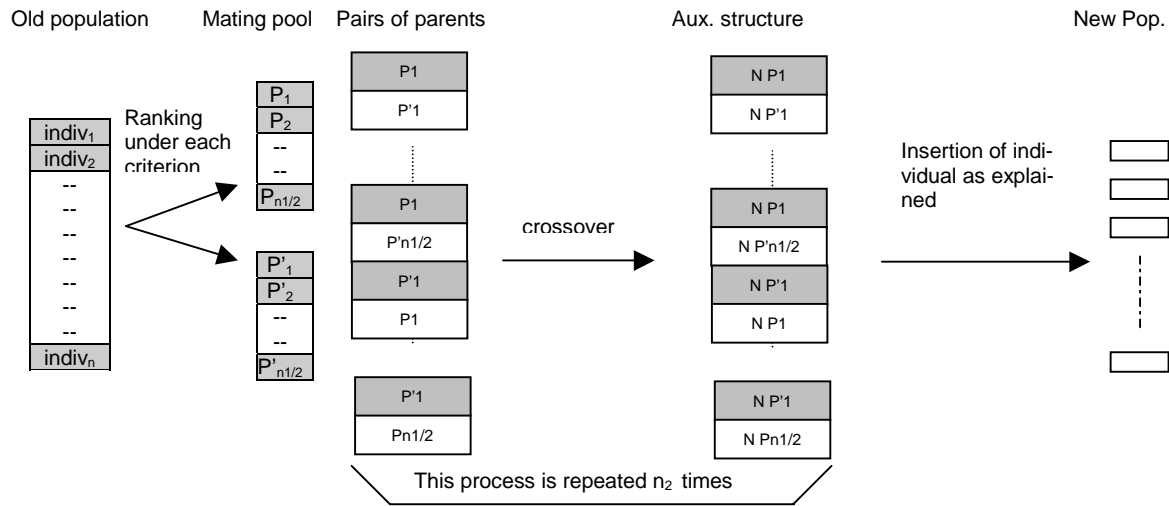 Old population
Mating pool
Pairs of parents
Aux. structure
New Pop.
indiv1
indiv2
--
--
--
--
--
--
--
indivn
Ranking
under each
criterion
P1
P2
--
--
Pn1/2
P'1
P'2
--
--
P'n1/2
P1
P'1
P1
P'n1/2
P'1
P1
P'1
Pn1/2
crossover
N P1
N P'1
N P1
N P'n1/2
N P'1
N P1
N P'1
N Pn1/2
Insertion of indi-
vidual as explai-
ned
This process is repeated n2 times